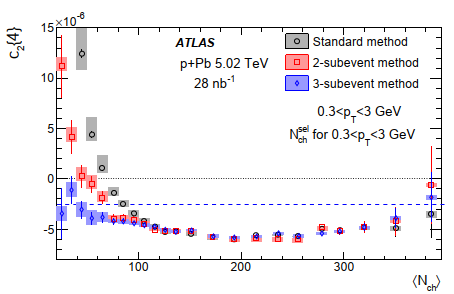 15×10⁻⁶
c₂{4}
10
5
0
−5
ATLAS
p+Pb 5.02 TeV
28 nb⁻¹
Standard method
2-subevent method
3-subevent method
0.3<p_T<3 GeV
N_ch^sel for 0.3<p_T<3 GeV
100 200 300
⟨N_ch⟩